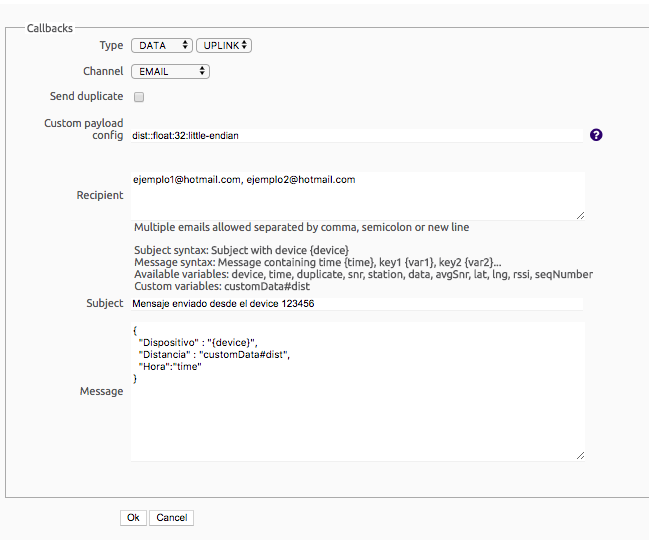 Callbacks
Type DATA UPLINK
Channel EMAIL
Send duplicate
Custom payload
config dist::float:32:little-endian ?
Recipient ejemplo1@hotmail.com, ejemplo2@hotmail.com
Multiple emails allowed separated by comma, semicolon or new line
Subject syntax: Subject with device {device}
Message syntax: Message containing time {time}, key1 {var1}, key2 {var2}...
Available variables: device, time, duplicate, snr, station, data, avgSnr, lat, lng, rssi, seqNumber
Custom variables: customData#dist
Subject Mensaje enviado desde el device 123456
Message {
"Dispositivo" : "{device}",
"Distancia" : "customData#dist",
"Hora":"time"
}
Ok Cancel